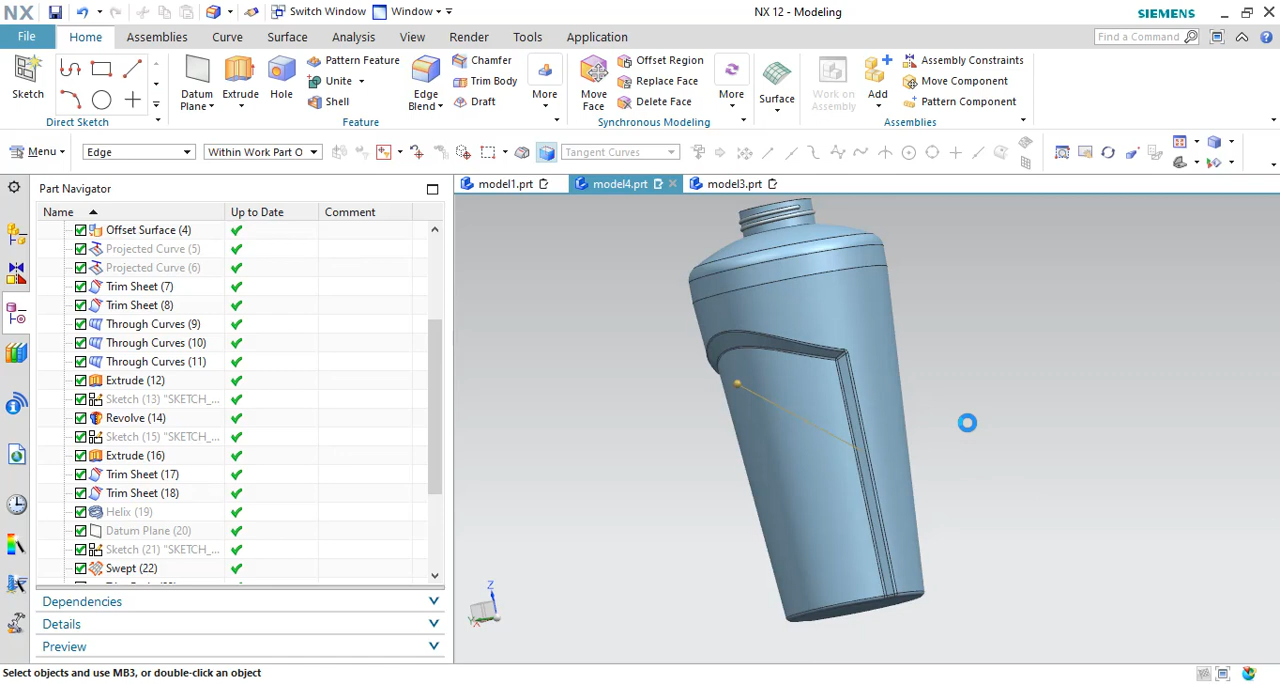 NX
Switch Window
Window
NX 12 - Modeling
SIEMENS
File
Home
Assemblies
Curve
Surface
Analysis
View
Render
Tools
Application
Find a Command
Sketch
Direct Sketch
Datum Plane
Extrude
Hole
Pattern Feature
Unite
Shell
Edge Blend
Chamfer
Trim Body
Draft
More
Feature
Move Face
Offset Region
Replace Face
Delete Face
More
Synchronous Modeling
Surface
Work on Assembly
Add
Assembly Constraints
Move Component
Pattern Component
Assemblies
Menu
Edge
Within Work Part O
Tangent Curves
Part Navigator
model1.prt
model4.prt
model3.prt
Name
Up to Date
Comment
Offset Surface (4)
Projected Curve (5)
Projected Curve (6)
Trim Sheet (7)
Trim Sheet (8)
Through Curves (9)
Through Curves (10)
Through Curves (11)
Extrude (12)
Sketch (13) "SKETCH_...
Revolve (14)
Sketch (15) "SKETCH_...
Extrude (16)
Trim Sheet (17)
Trim Sheet (18)
Helix (19)
Datum Plane (20)
Sketch (21) "SKETCH_...
Swept (22)
Dependencies
Details
Preview
Z
X
Select objects and use MB3, or double-click an object